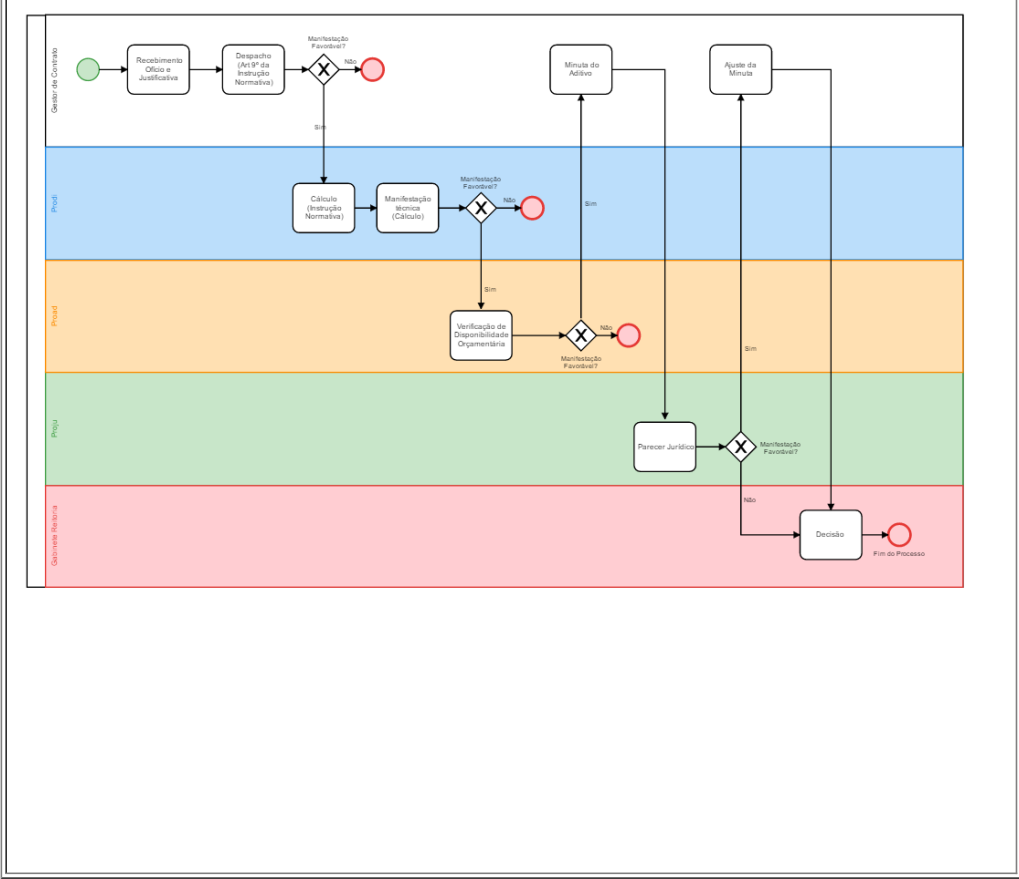 Gestor de Contrato
Recebimento
Ofício e
Justificativa
Despacho
(Art 9º da
Instrução
Normativa)
Manifestação
Favorável?
Não
Sim
Minuta do
Aditivo
Ajuste da
Minuta
Prodi
Cálculo
(Instrução
Normativa)
Manifestação
técnica
(Cálculo)
Manifestação
Favorável?
Não
Sim
Sim
Proad
Verificação de
Disponibilidade
Orçamentária
Não
Manifestação
Favorável?
Sim
Proju
Parecer Jurídico
Manifestação
Favorável?
Não
Gabinete Reitoria
Decisão
Fim do Processo